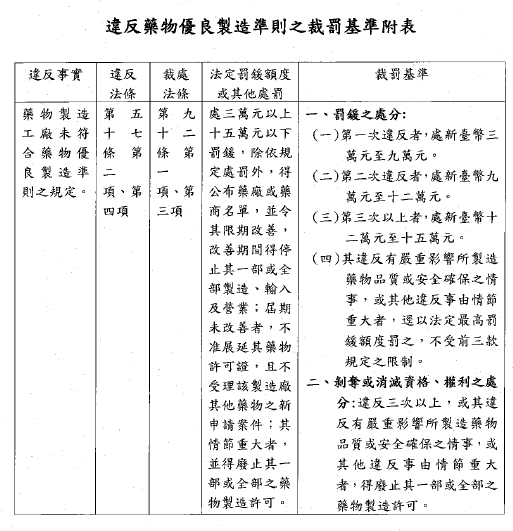 違反藥物優良製造準則之裁罰基準附表
違反事實
違反
法條
裁處
法條
法定罰鍰額度
或其他處罰
裁罰基準
藥物製造
工廠未符
合藥物優
良製造準
則之規定。
第五
十七
條第
二
項、第
四項
第九
十二
條第
一
項、第
三項
處三萬元以上
十五萬元以下
罰鍰，除依規
定處罰外，得
公布藥廠或藥
商名單，並令
其限期改善，
改善期間得停
止其一部或全
部製造、輸入
及營業；屆期
未改善者，不
准展延其藥物
許可證，且不
受理該製造廠
其他藥物之新
申請案件；其
情節重大者，
並得廢止其一
部或全部之藥
物製造許可。
一、罰鍰之處分：
(一)第一次違反者，處新臺幣三
萬元至九萬元。
(二)第二次違反者，處新臺幣九
萬元至十二萬元。
(三)第三次以上者，處新臺幣十
二萬元至十五萬元。
(四)其違反有嚴重影響所製造
藥物品質或安全確保之情
事，或其他違反事由情節
重大者，逕以法定最高罰
鍰額度罰之，不受前三款
規定之限制。
二、剝奪或消滅資格、權利之處
分：違反三次以上，或其違
反有嚴重影響所製造藥物
品質或安全確保之情事，或
其他違反事由情節重大
者，得廢止其一部或全部之
藥物製造許可。